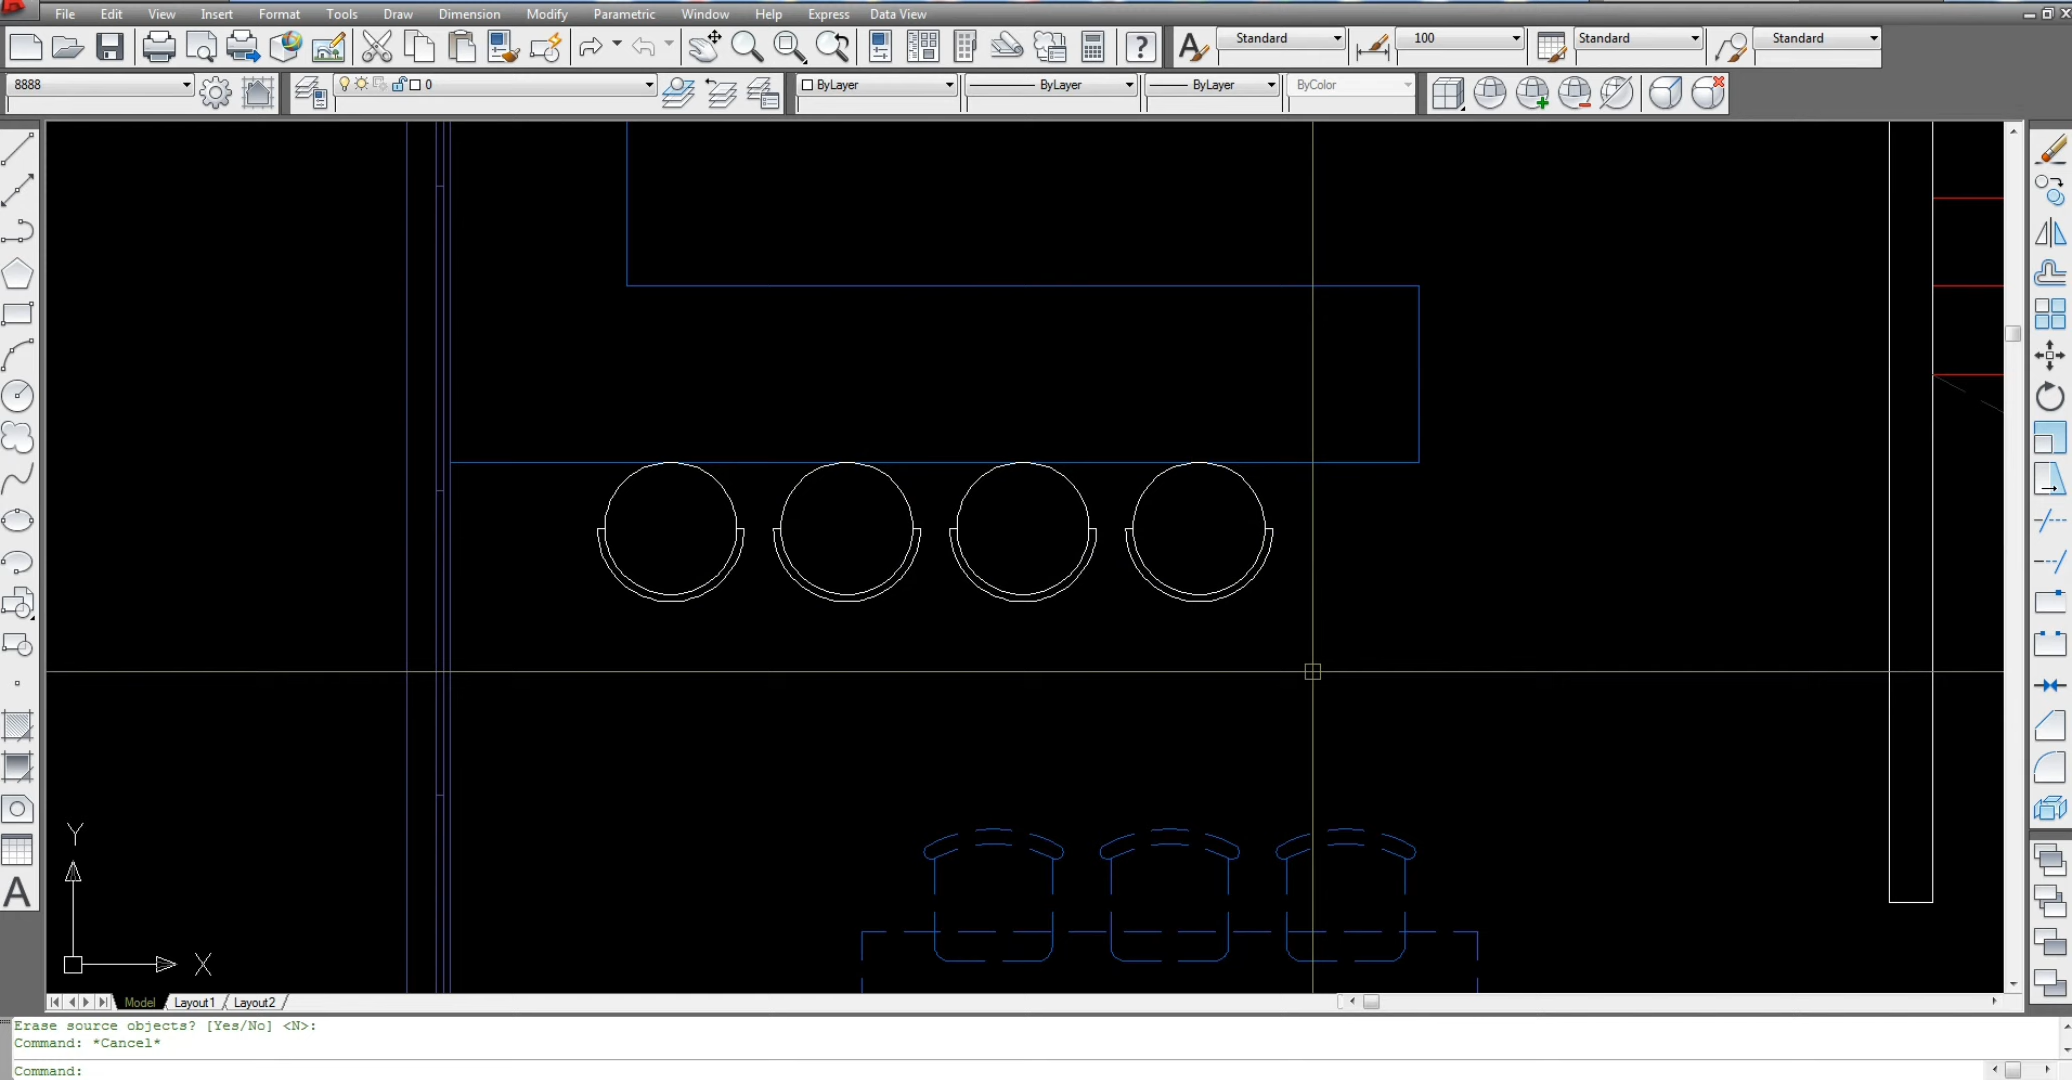 File Edit View Insert Format Tools Draw Dimension Modify Parametric Window Help Express Data View
A Standard 100 Standard Standard
8888 0 ByLayer ByLayer ByLayer ByColor
A
Y
X
Model Layout1 Layout2
Erase source objects? [Yes/No] <N>:
Command: *Cancel*
Command: